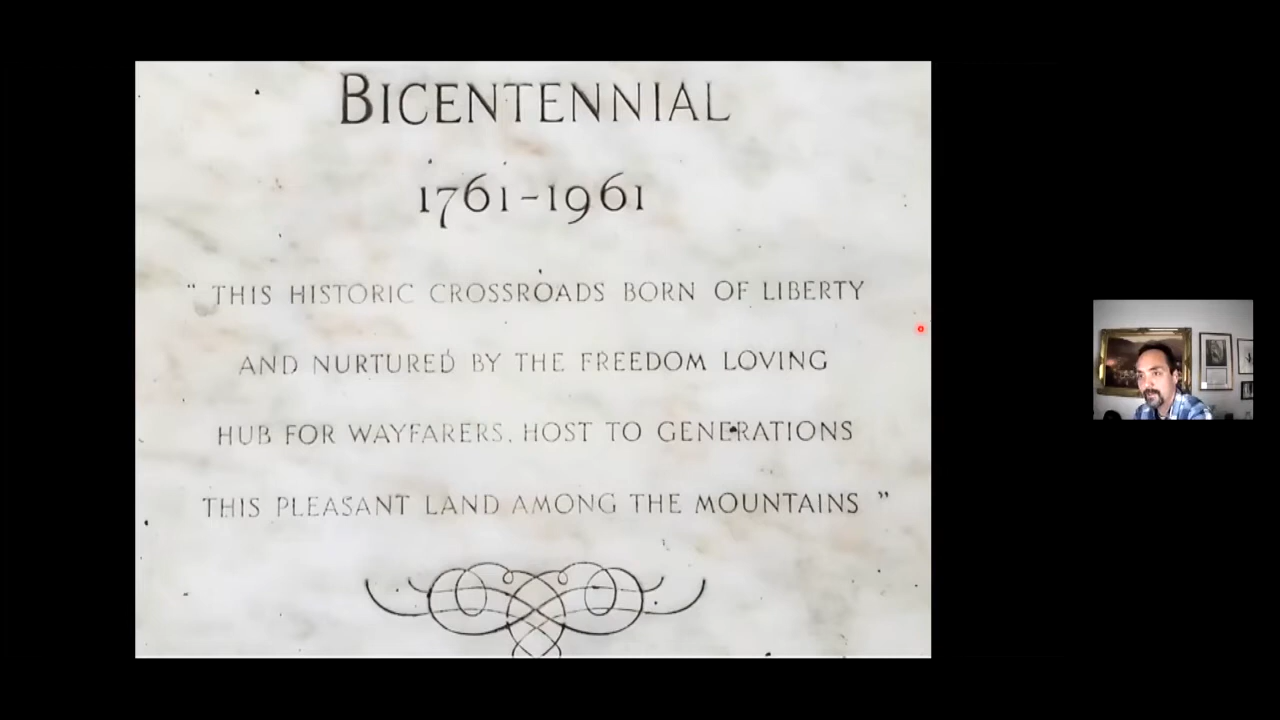 BICENTENNIAL
1761-1961
" THIS HISTORIC CROSSROADS BORN OF LIBERTY
AND NURTURED BY THE FREEDOM LOVING
HUB FOR WAYFARERS. HOST TO GENERATIONS
THIS PLEASANT LAND AMONG THE MOUNTAINS "